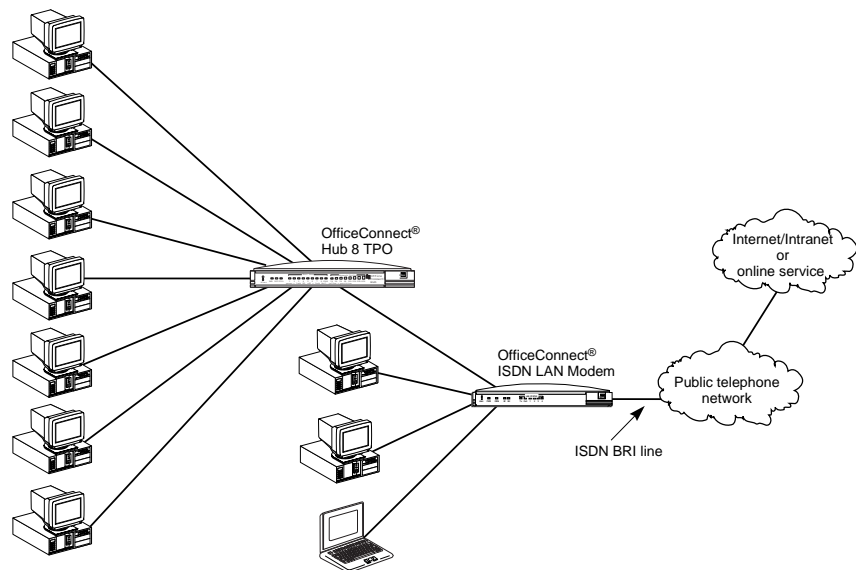 OfficeConnect®
Hub 8 TPO
Internet/Intranet
or
online service
OfficeConnect®
ISDN LAN Modem
Public telephone
network
ISDN BRI line